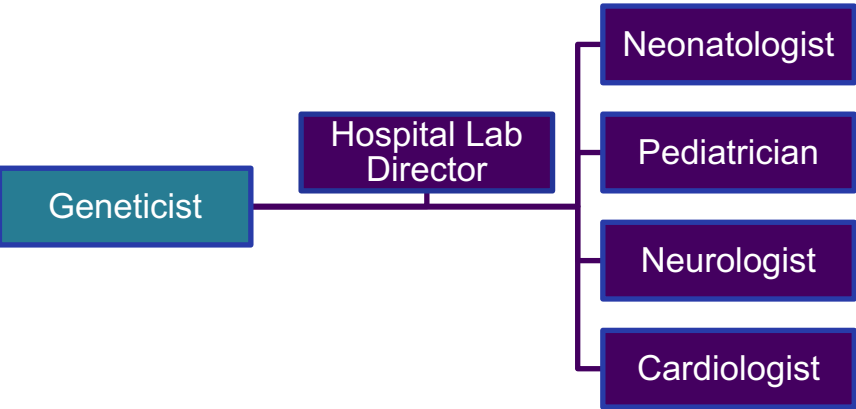 Geneticist
Hospital Lab
Director
Neonatologist
Pediatrician
Neurologist
Cardiologist